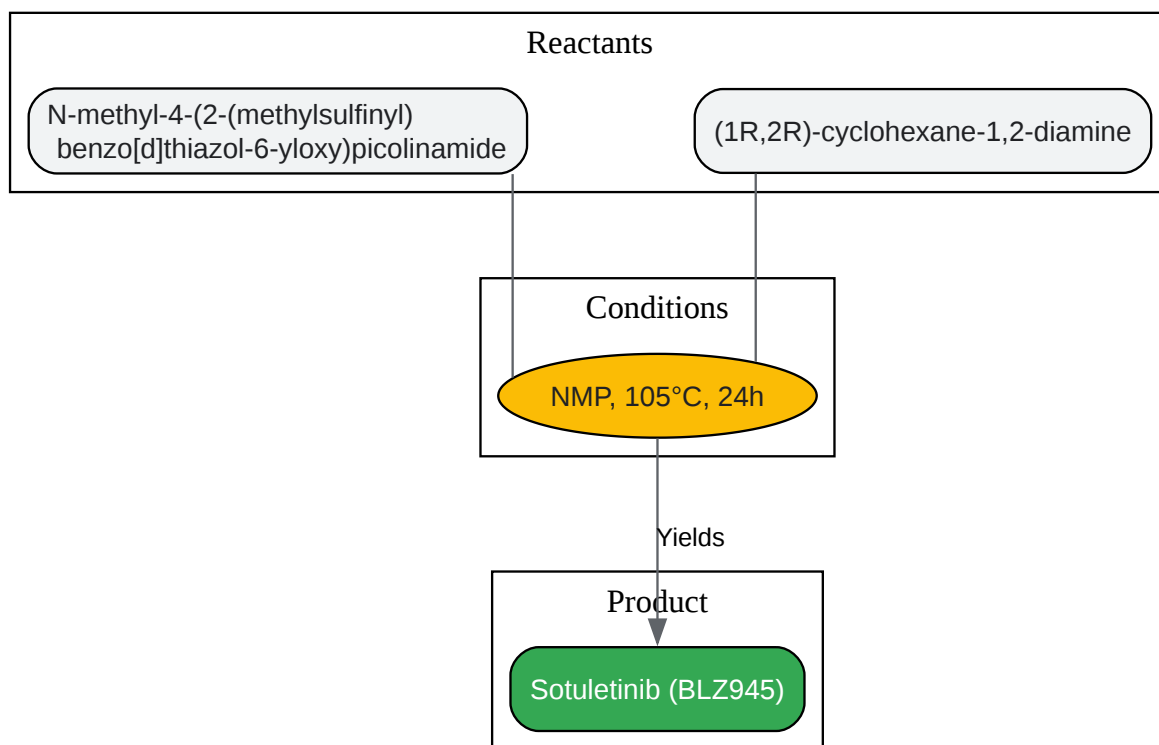 Reactants
N-methyl-4-(2-(methylsulfinyl)
benzo[d]thiazol-6-yloxy)picolinamide
(1R,2R)-cyclohexane-1,2-diamine
Conditions
NMP, 105°C, 24h
Yields
Product
Sotuletinib (BLZ945)